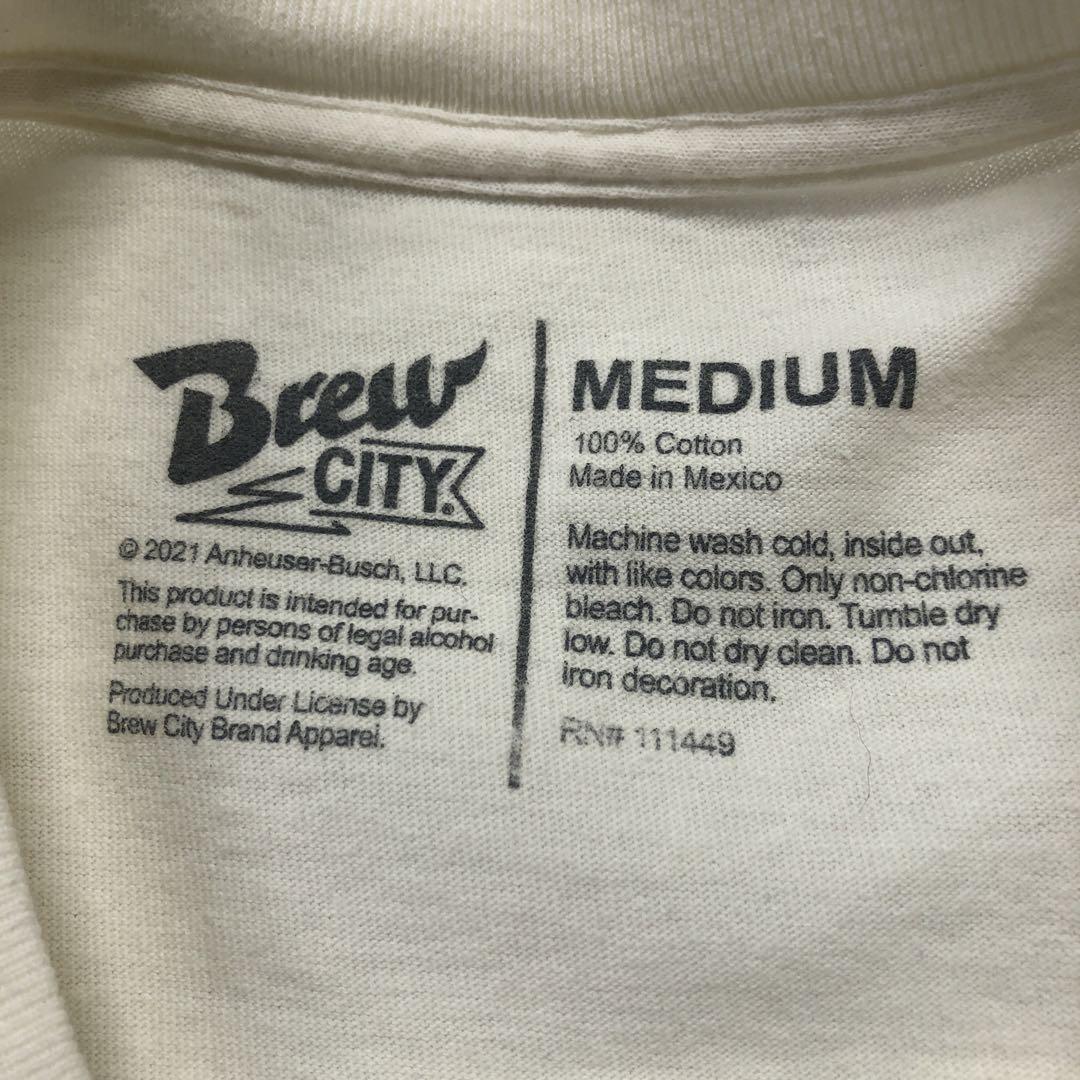 Brew
CITY®
© 2021 Anheuser-Busch, LLC.
This product is intended for pur-
chase by persons of legal alcohol
purchase and drinking age.
Produced Under License by
Brew City Brand Apparel.
MEDIUM
100% Cotton
Made in Mexico
Machine wash cold, inside out,
with like colors. Only non-chlorine
bleach. Do not iron. Tumble dry
low. Do not dry clean. Do not
iron decoration.
RN# 111449